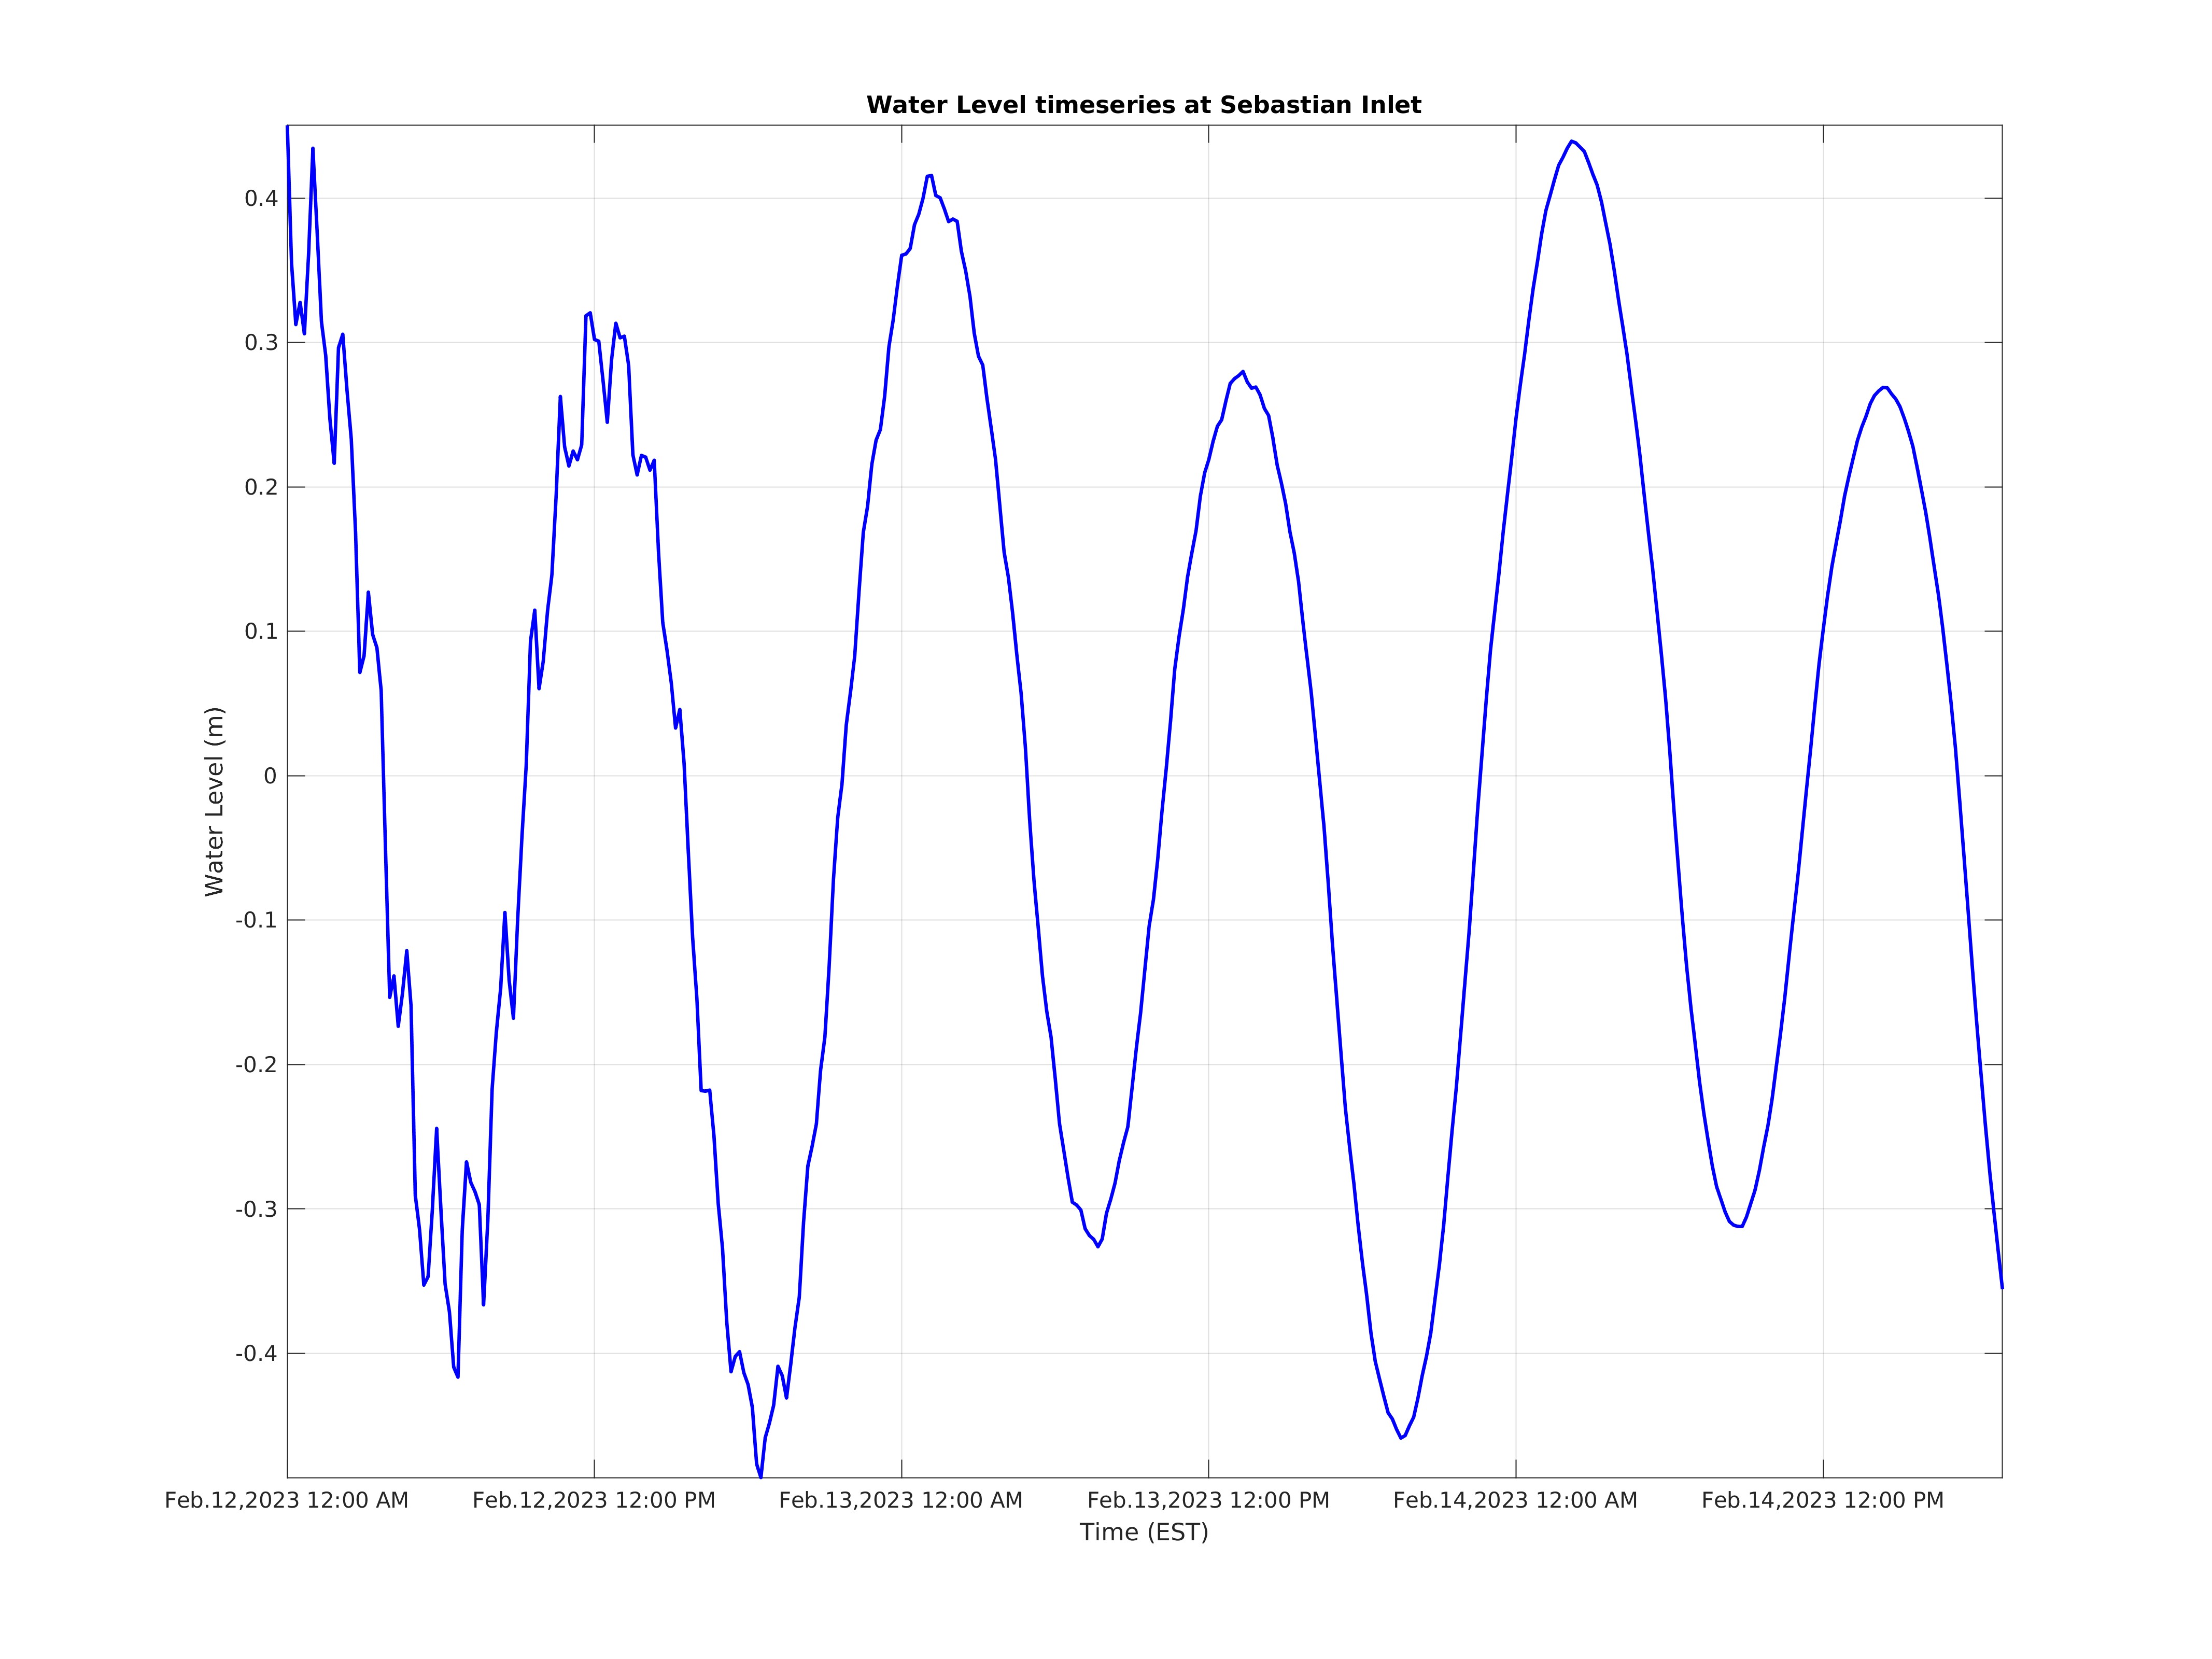 Water Level timeseries at Sebastian Inlet
0.4
0.3
0.2
0.1
0
-0.1
-0.2
-0.3
-0.4
Water Level (m)
Feb.12,2023 12:00 AM
Feb.12,2023 12:00 PM
Feb.13,2023 12:00 AM
Feb.13,2023 12:00 PM
Feb.14,2023 12:00 AM
Feb.14,2023 12:00 PM
Time (EST)